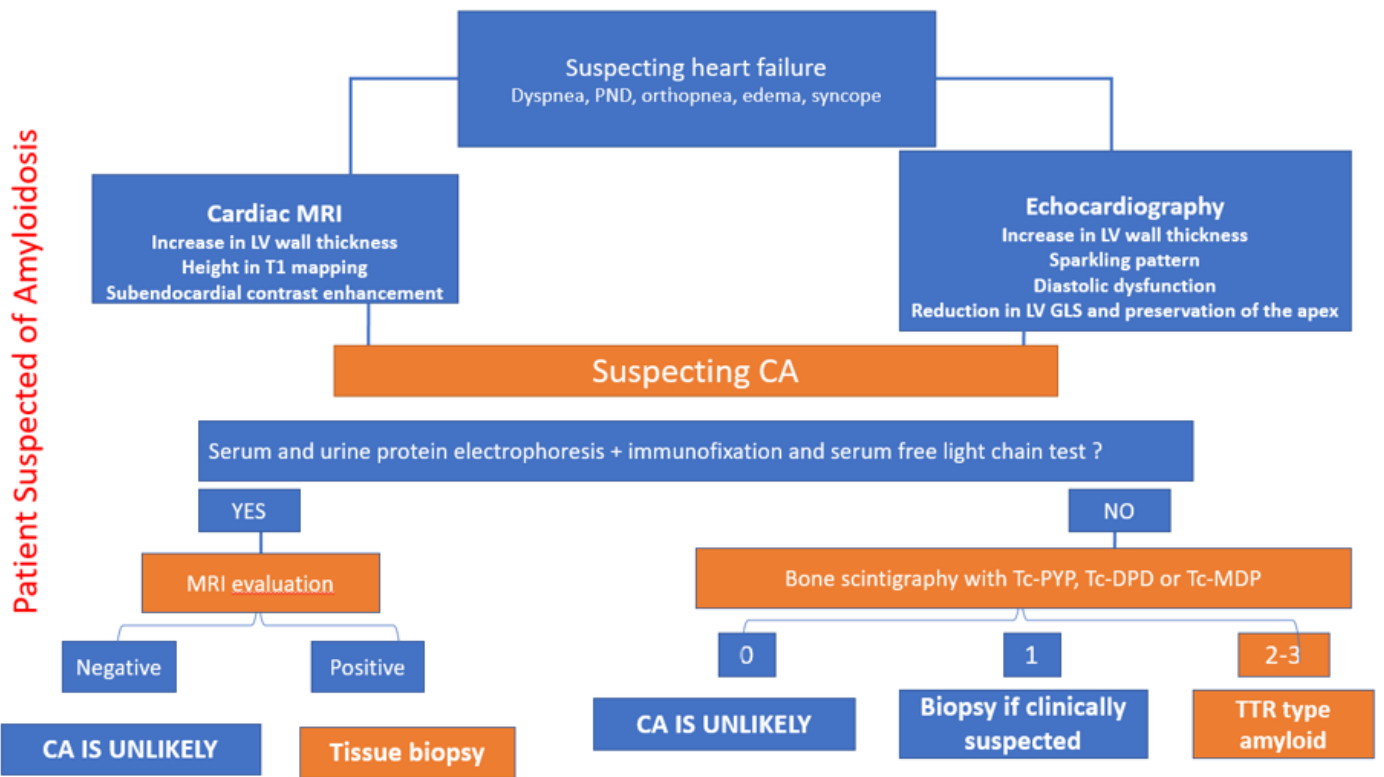 Patient Suspected of Amyloidosis
Suspecting heart failure
Dyspnea, PND, orthopnea, edema, syncope
Cardiac MRI
Increase in LV wall thickness
Height in T1 mapping
Subendocardial contrast enhancement
Echocardiography
Increase in LV wall thickness
Sparkling pattern
Diastolic dysfunction
Reduction in LV GLS and preservation of the apex
Suspecting CA
Serum and urine protein electrophoresis + immunofixation and serum free light chain test ?
YES
NO
MRI evaluation
Bone scintigraphy with Tc-PYP, Tc-DPD or Tc-MDP
Negative
Positive
0
1
2-3
CA IS UNLIKELY
Tissue biopsy
CA IS UNLIKELY
Biopsy if clinically
suspected
TTR type
amyloid